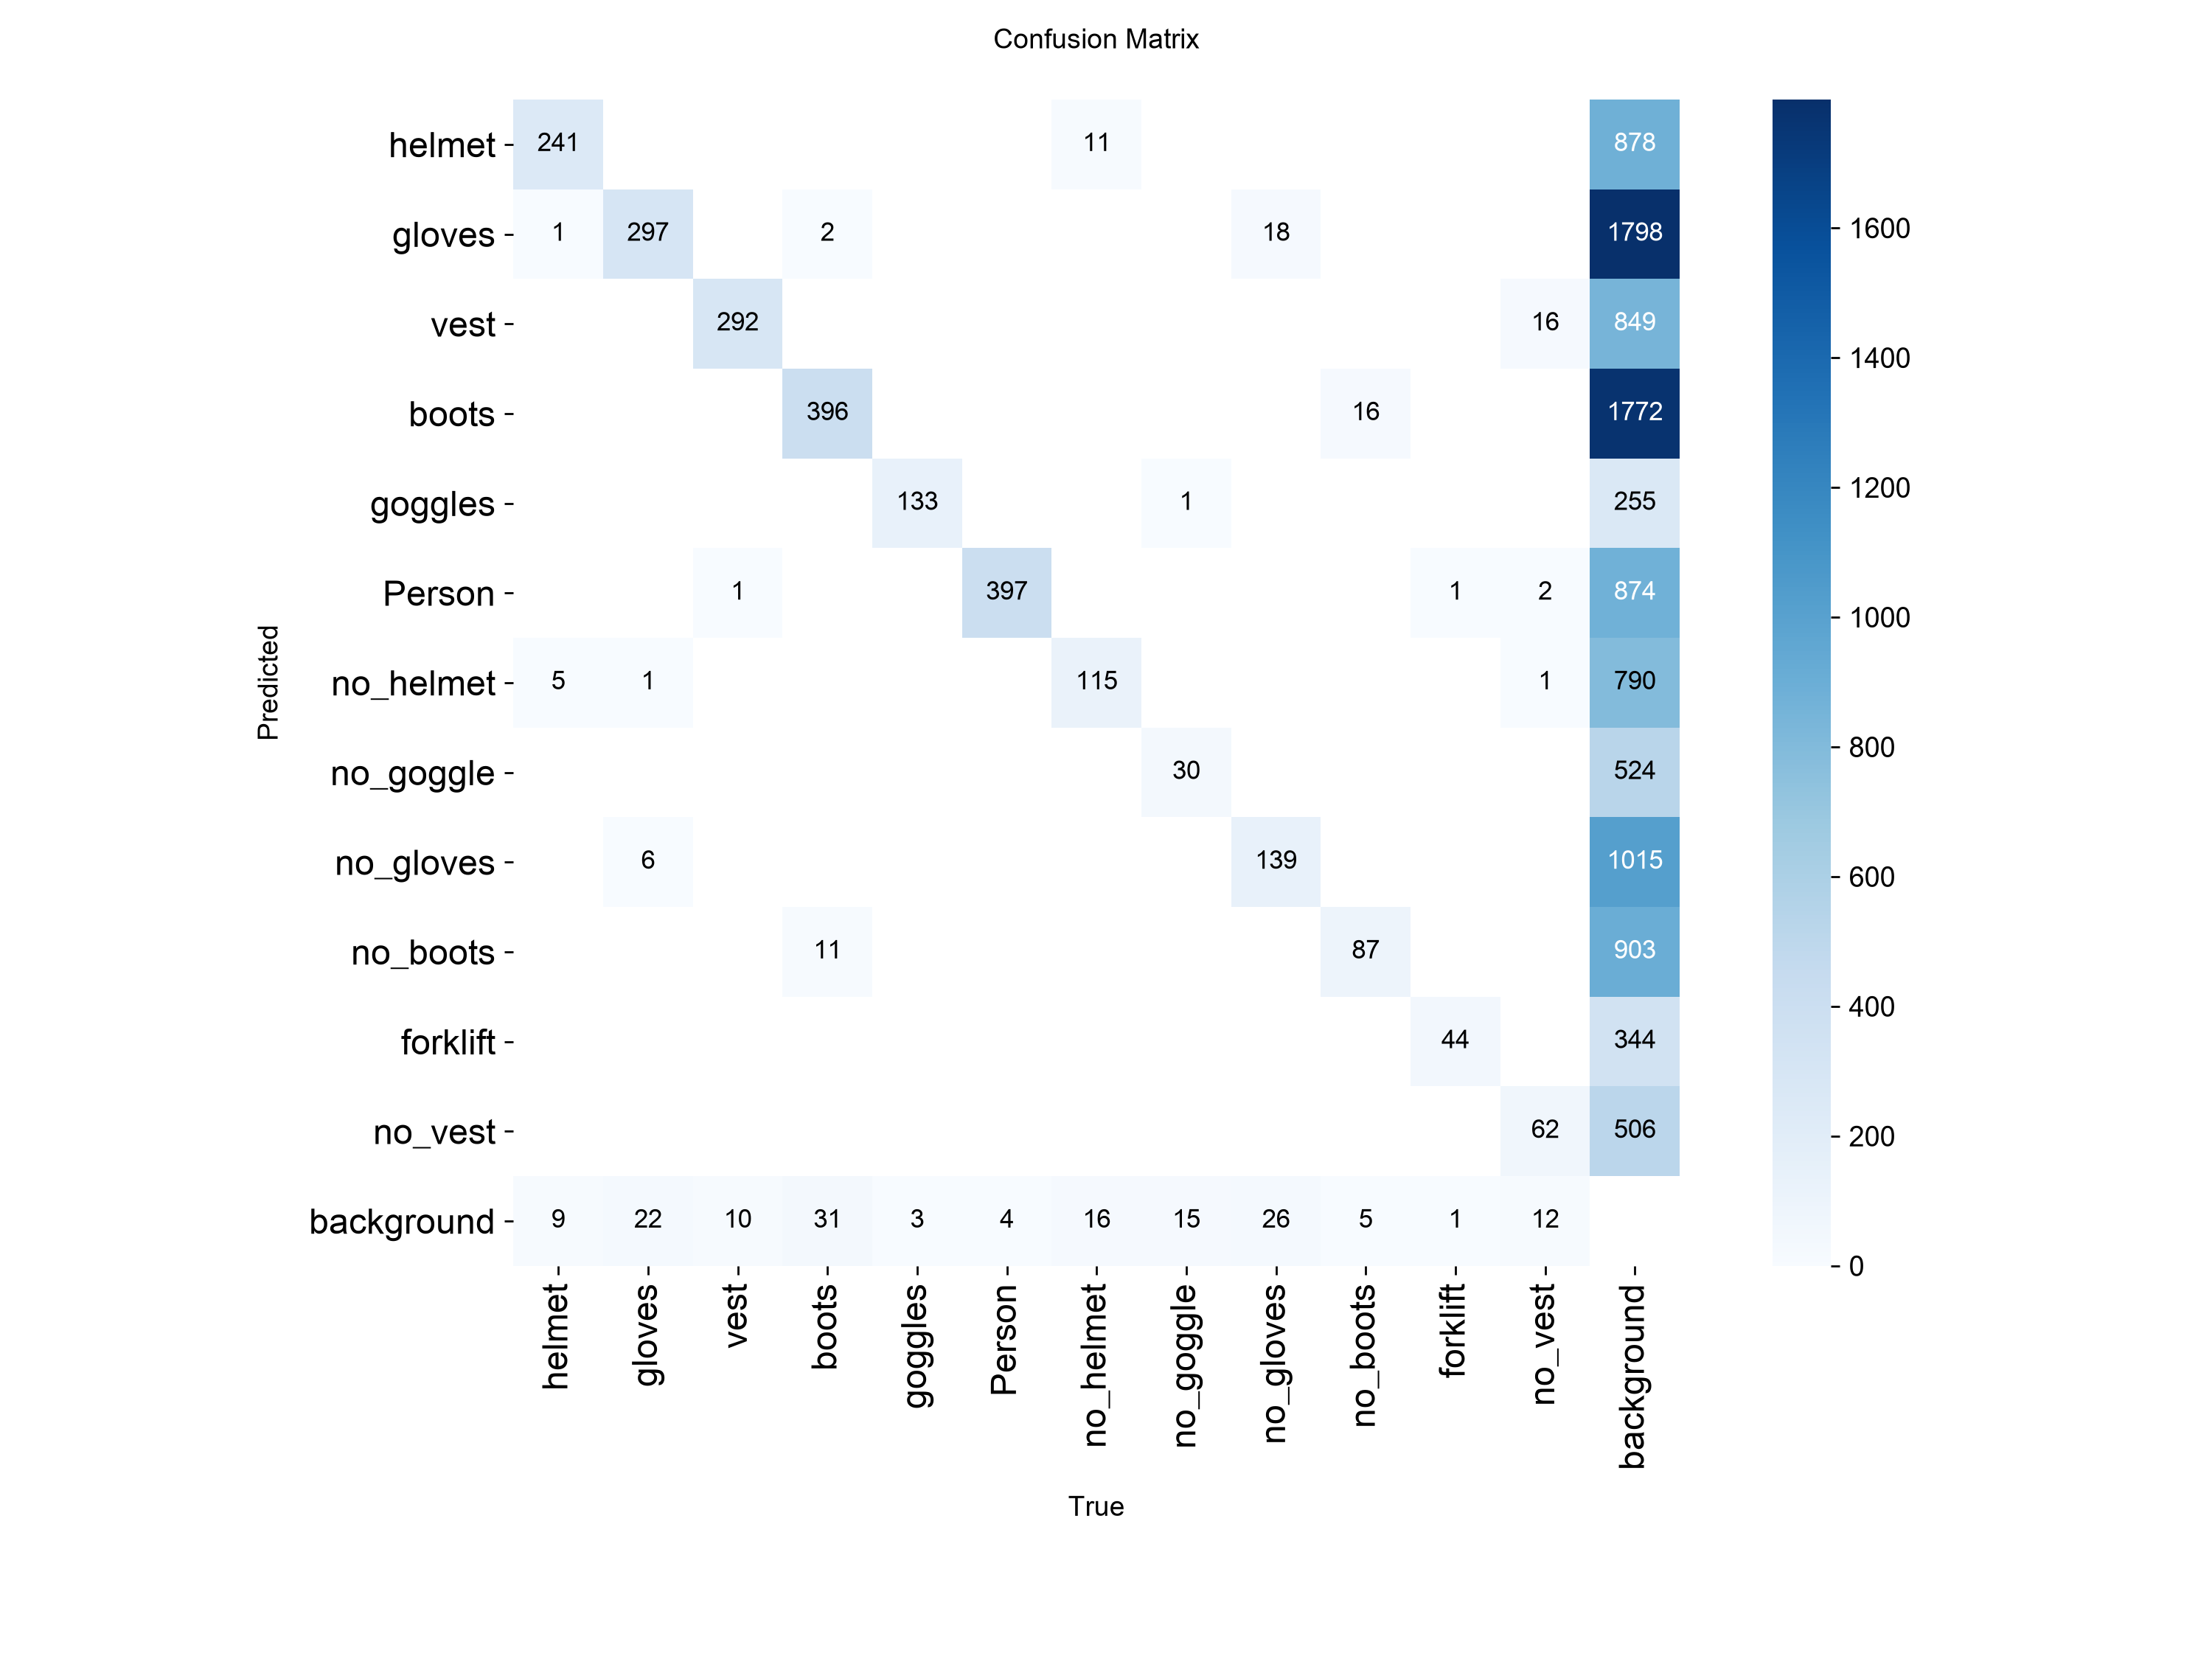 Confusion Matrix
helmet 241 11 878
gloves 1 297 2 18 1798
vest 292 16 849
boots 396 16 1772
goggles 133 1 255
Person 1 397 1 2 874
no_helmet 5 1 115 1 790
no_goggle 30 524
no_gloves 6 139 1015
no_boots 11 87 903
forklift 44 344
no_vest 62 506
background 9 22 10 31 3 4 16 15 26 5 1 12
Predicted
helmet gloves vest boots goggles Person no_helmet no_goggle no_gloves no_boots forklift no_vest background
True
1600
1400
1200
1000
800
600
400
200
0